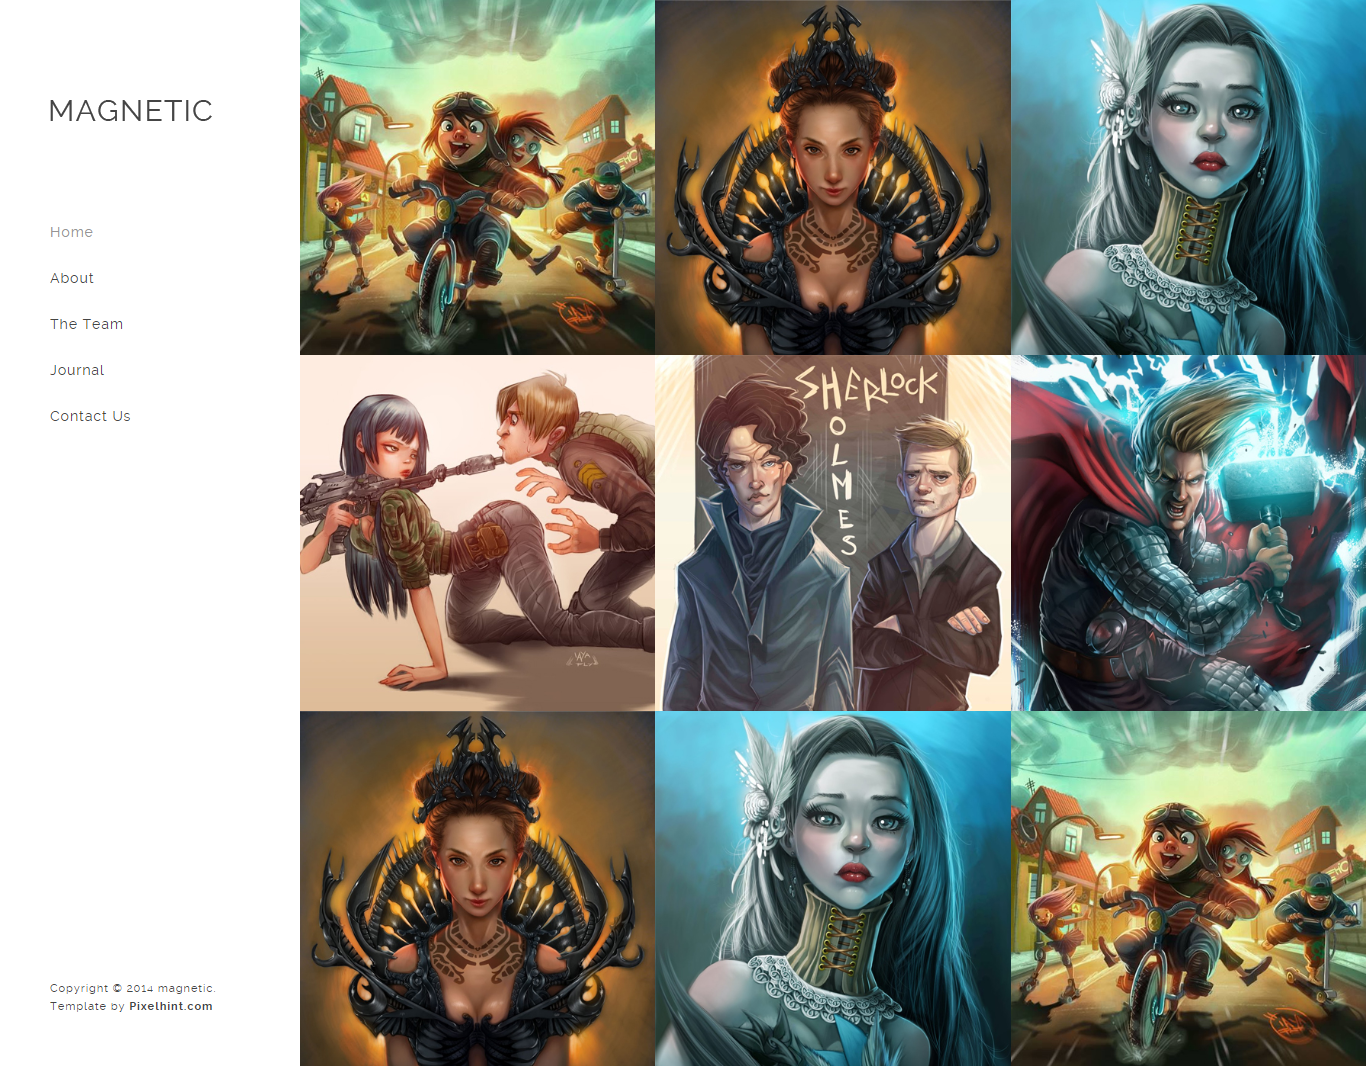 MAGNETIC
Home
About
The Team
Journal
Contact Us
Copyright © 2014 magnetic.
Template by Pixelhint.com
SHERLOCK
HOLMES